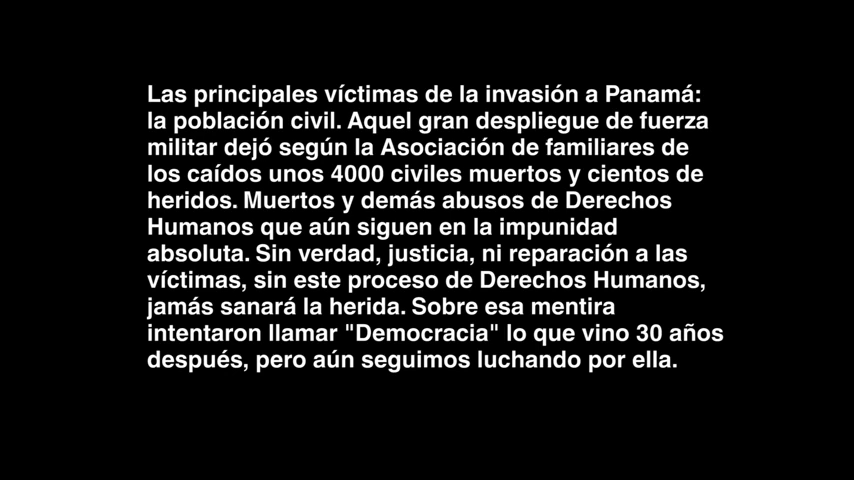 Las principales víctimas de la invasión a Panamá:
la población civil. Aquel gran despliegue de fuerza
militar dejó según la Asociación de familiares de
los caídos unos 4000 civiles muertos y cientos de
heridos. Muertos y demás abusos de Derechos
Humanos que aún siguen en la impunidad
absoluta. Sin verdad, justicia, ni reparación a las
víctimas, sin este proceso de Derechos Humanos,
jamás sanará la herida. Sobre esa mentira
intentaron llamar "Democracia" lo que vino 30 años
después, pero aún seguimos luchando por ella.